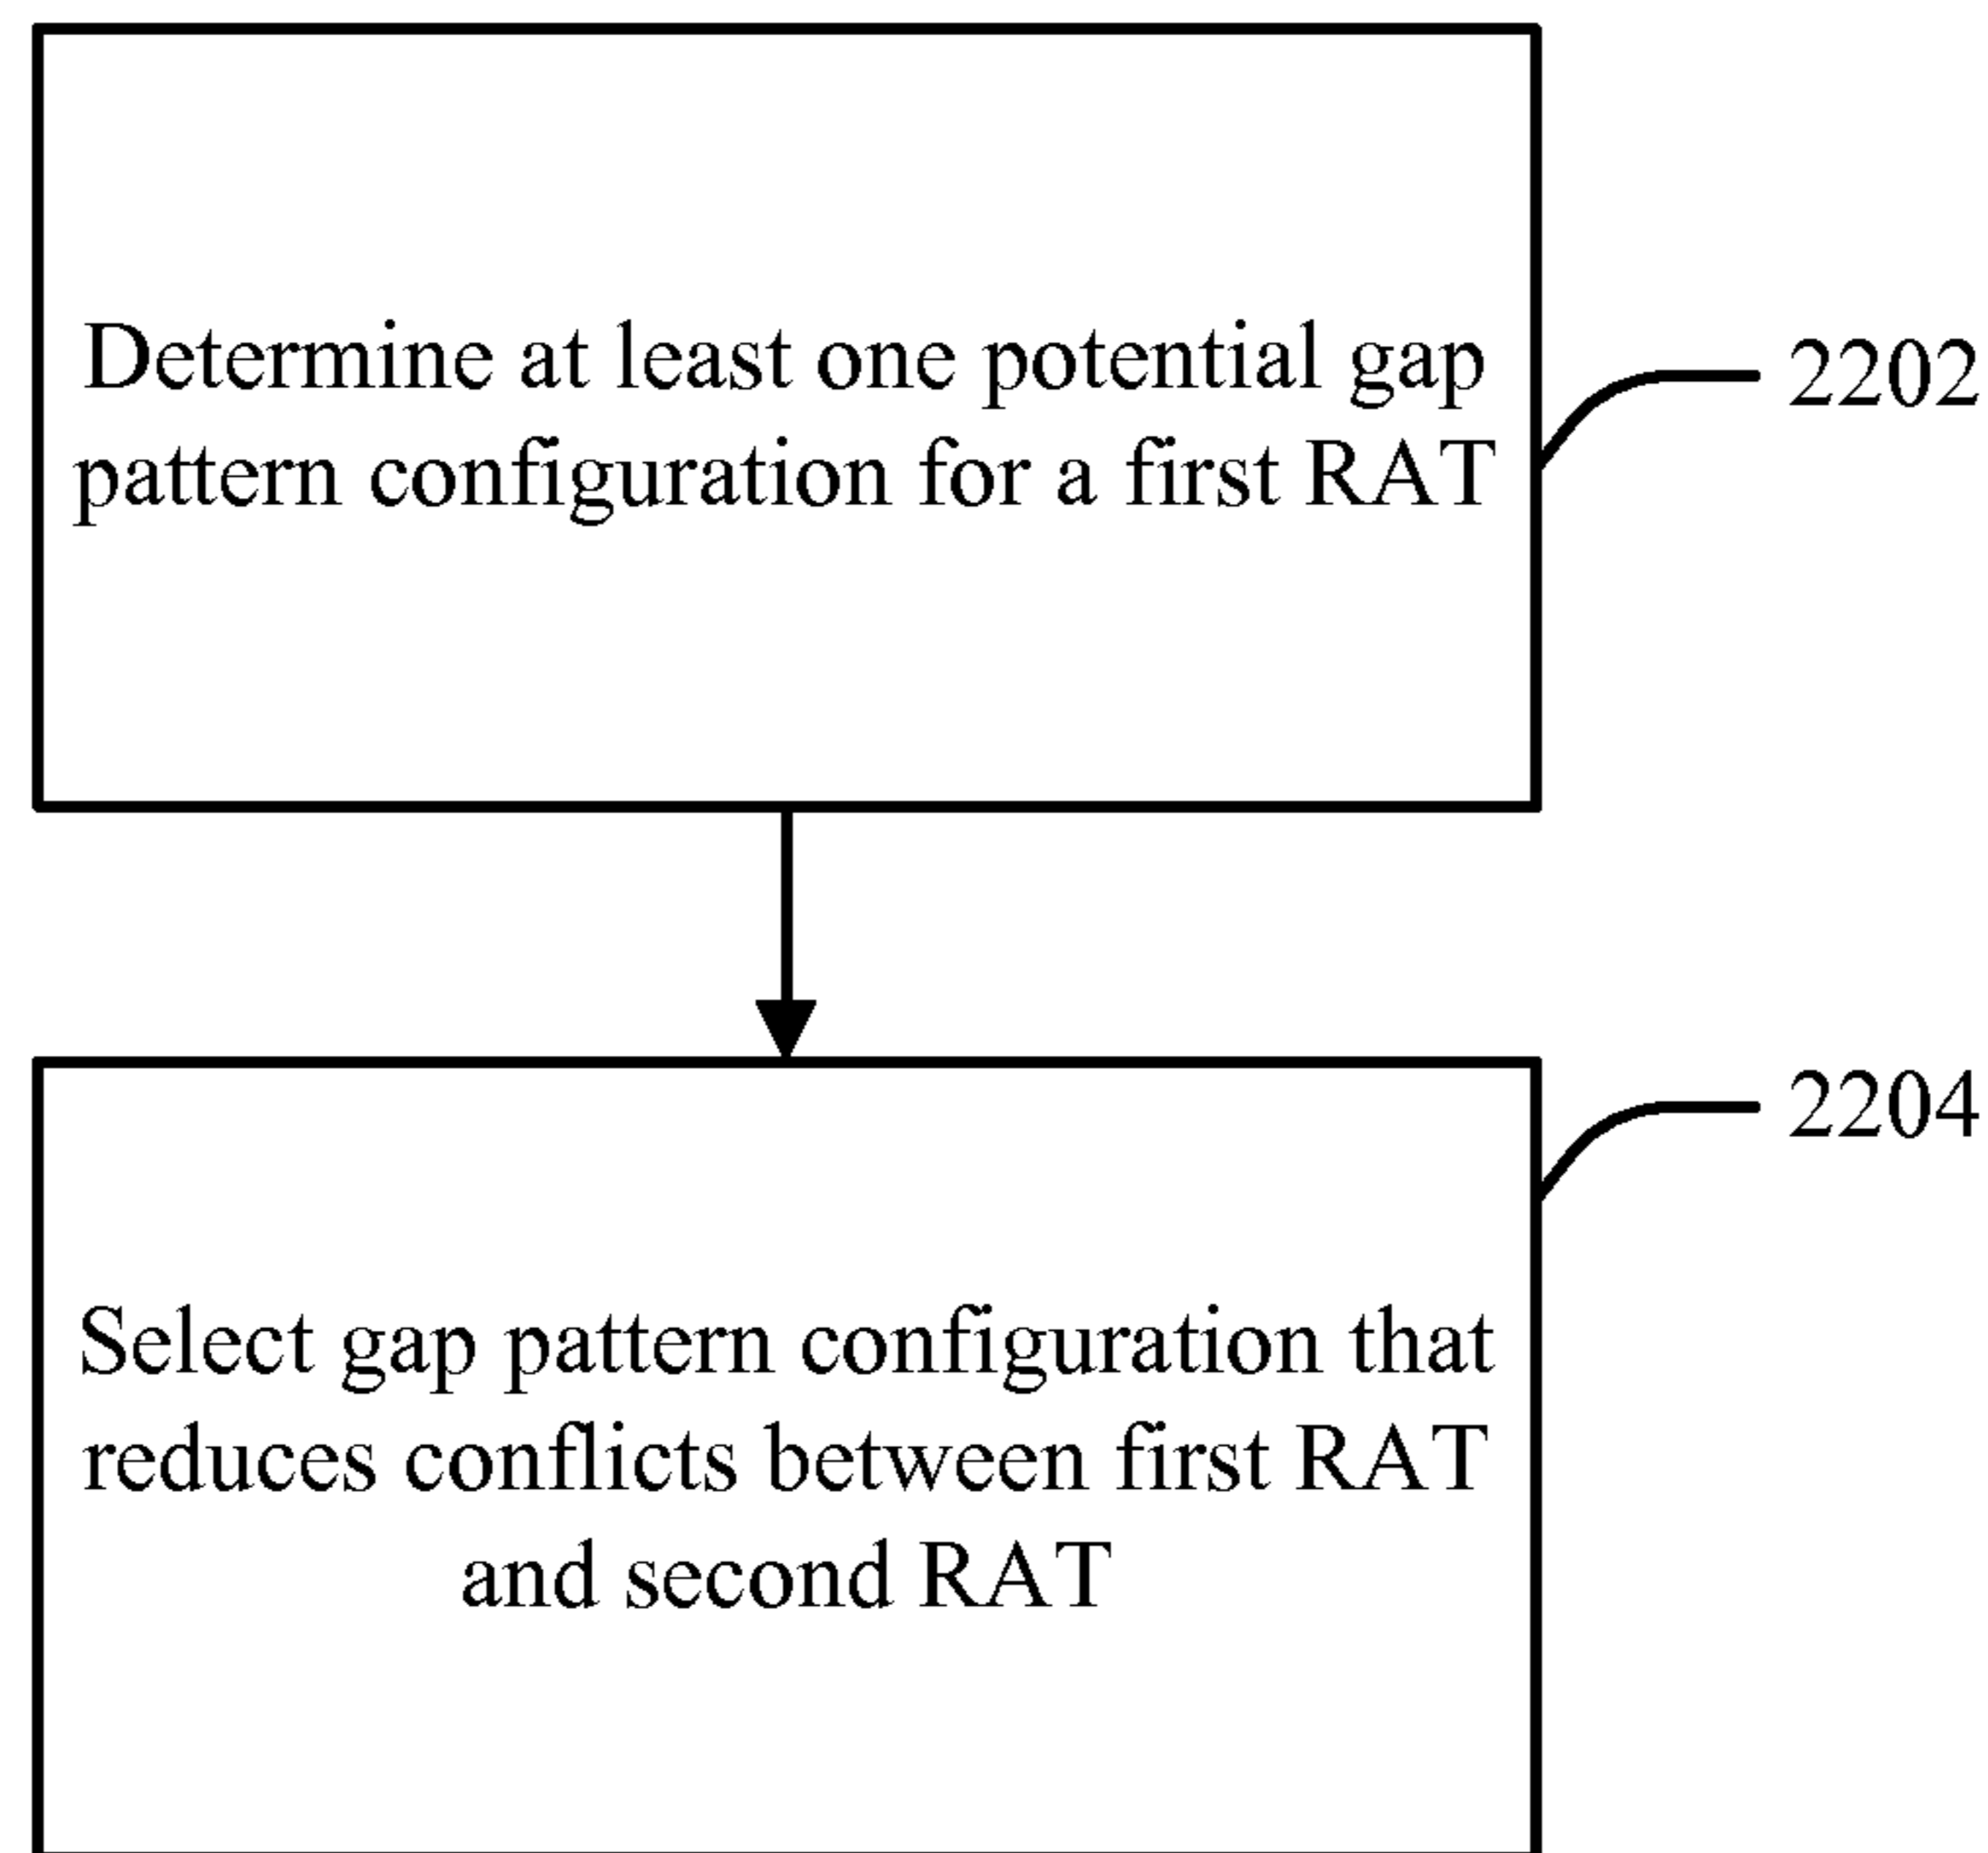 Determine at least one potential gap
pattern configuration for a first RAT
2202
2204
Select gap pattern configuration that
reduces conflicts between first RAT
and second RAT